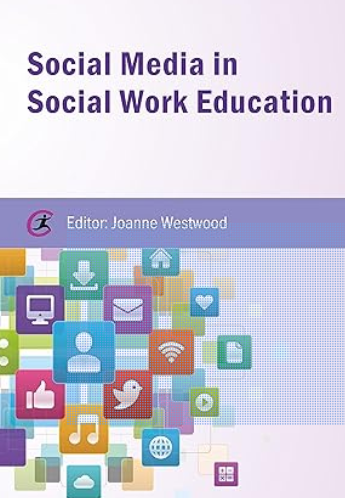 Social Media in
Social Work Education
Editor: Joanne Westwood